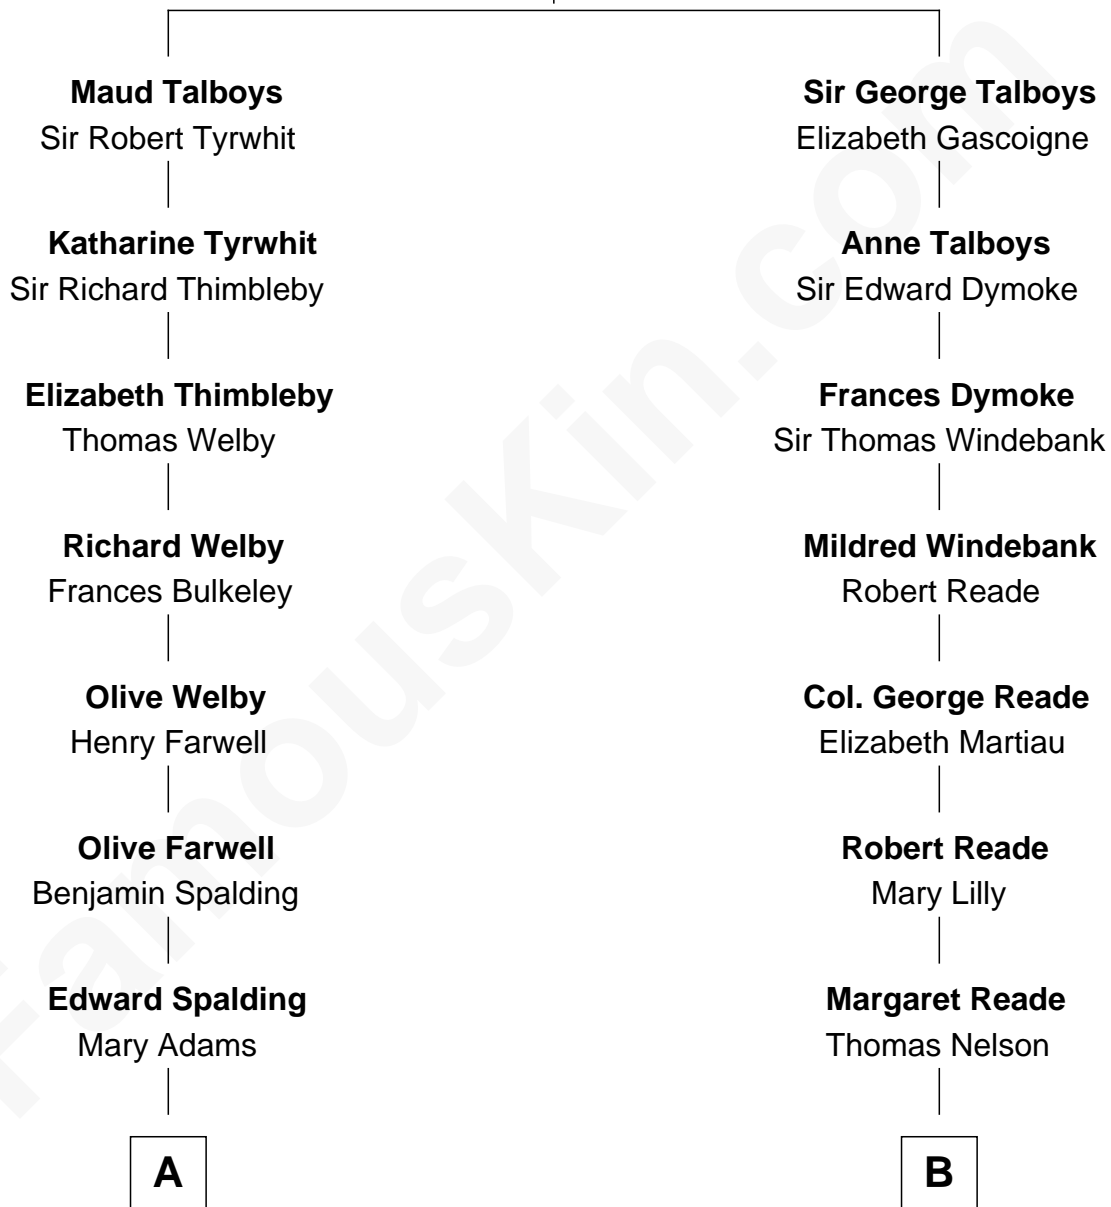 Maud Talboys
Sir Robert Tyrwhit
Katharine Tyrwhit
Sir Richard Thimbleby
Elizabeth Thimbleby
Thomas Welby
Richard Welby
Frances Bulkeley
Olive Welby
Henry Farwell
Olive Farwell
Benjamin Spalding
Edward Spalding
Mary Adams
A
Sir George Talboys
Elizabeth Gascoigne
Anne Talboys
Sir Edward Dymoke
Frances Dymoke
Sir Thomas Windebank
Mildred Windebank
Robert Reade
Col. George Reade
Elizabeth Martiau
Robert Reade
Mary Lilly
Margaret Reade
Thomas Nelson
B
FamousKin.com